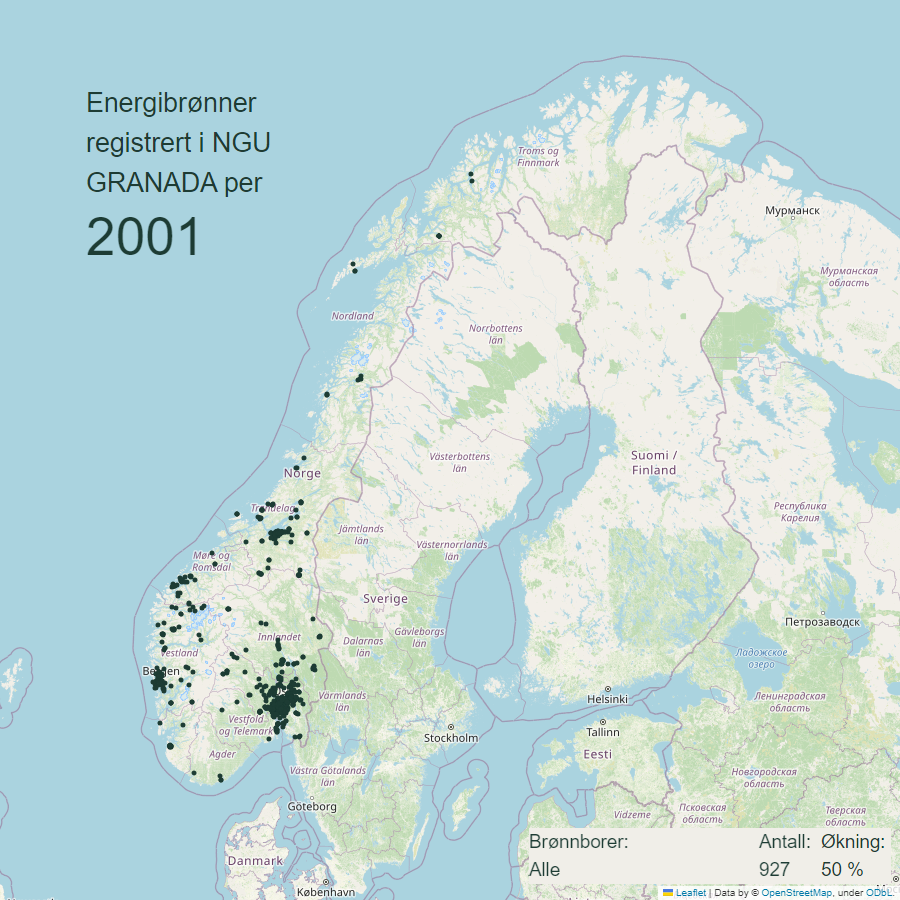 Energibrønner
registrert i NGU
GRANADA per
2001
Troms og
Finnmark
Мурманск
Мурманская
область
Nordland
Norrbottens
län
Västerbottens
län
Suomi /
Finland
Norge
Trøndelag
Республика
Карелия
Jämtlands
län
Västernorrlands
län
Møre og
Romsdal
Sverige
Петрозаводск
Innlandet
Gävleborgs
län
Dalarnas
län
Vestland
Ладожское
озеро
Bergen
Helsinki
Värmlands
län
Ленинградская
область
Vestfold
og Telemark
Stockholm
Tallinn
Eesti
Agder
Västra Götalands
län
Новгородская
область
Göteborg
Псковская
область
Vidzeme
Тверская
область
Danmark
København
Brønnborer: Antall: Økning:
Alle 927 50 %
Leaflet | Data by © OpenStreetMap, under ODbL.